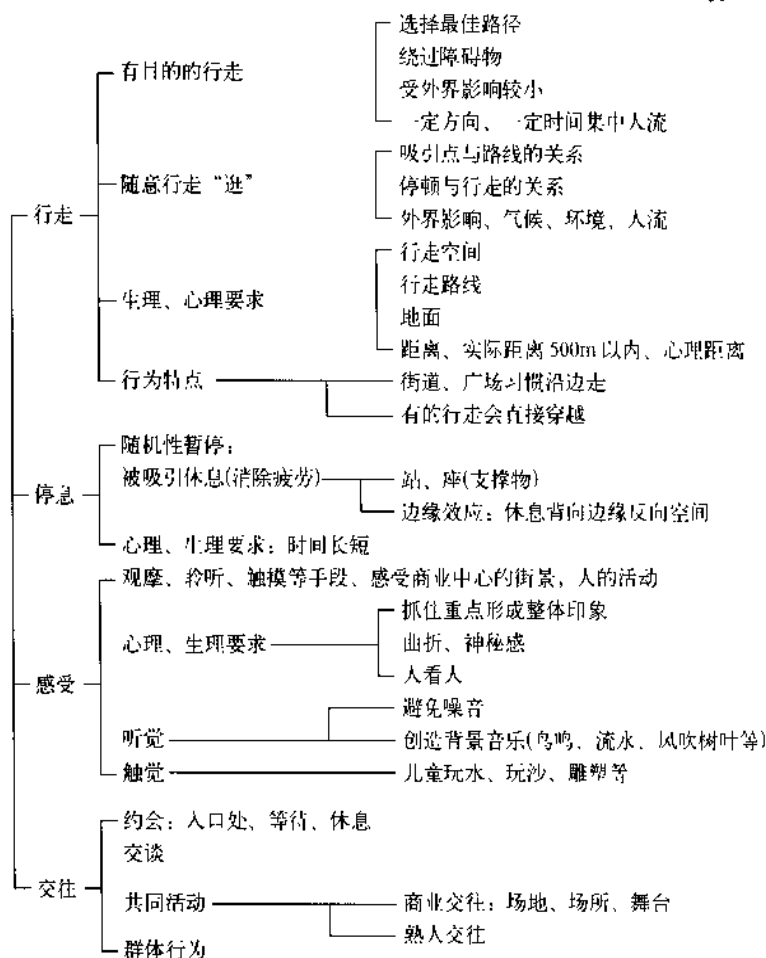 选择最佳路径
有目的的行走
绕过障碍物
受外界影响较小
一定方向、一定时间集中人流
吸引点与路线的关系
随意行走“逛”
停顿与行走的关系
行走
外界影响、气候、环境、人流
行走空间
行走路线
生理、心理要求
地面
距离、实际距离500m以内、心理距离
行为特点
街道、广场习惯沿边走
有的行走会直接穿越
随机性暂停：
被吸引休息(消除疲劳)
站、座(支撑物)
停息
边缘效应：休息背向边缘反向空间
心理、生理要求：时间长短
观摩、聆听、触摸等手段、感受商业中心的街景，人的活动
抓住重点形成整体印象
心理、生理要求
曲折、神秘感
人看人
感受
避免噪音
听觉
创造背景音乐(鸟鸣、流水、风吹树叶等)
触觉
儿童玩水、玩沙、雕塑等
约会：入口处、等待、休息
交谈
交往
共同活动
商业交往：场地、场所、舞台
熟人交往
群体行为